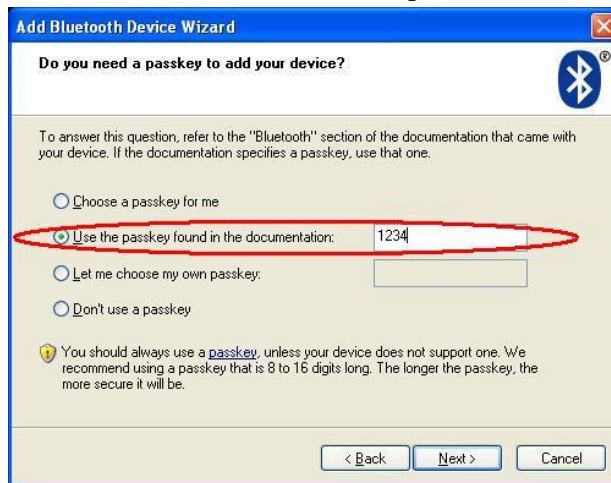 Add Bluetooth Device Wizard
Do you need a passkey to add your device?
®
To answer this question, refer to the "Bluetooth" section of the documentation that came with
your device. If the documentation specifies a passkey, use that one.
Choose a passkey for me
Use the passkey found in the documentation: 1234
Let me choose my own passkey:
Don't use a passkey
You should always use a passkey, unless your device does not support one. We
recommend using a passkey that is 8 to 16 digits long. The longer the passkey, the
more secure it will be.
< Back Next > Cancel